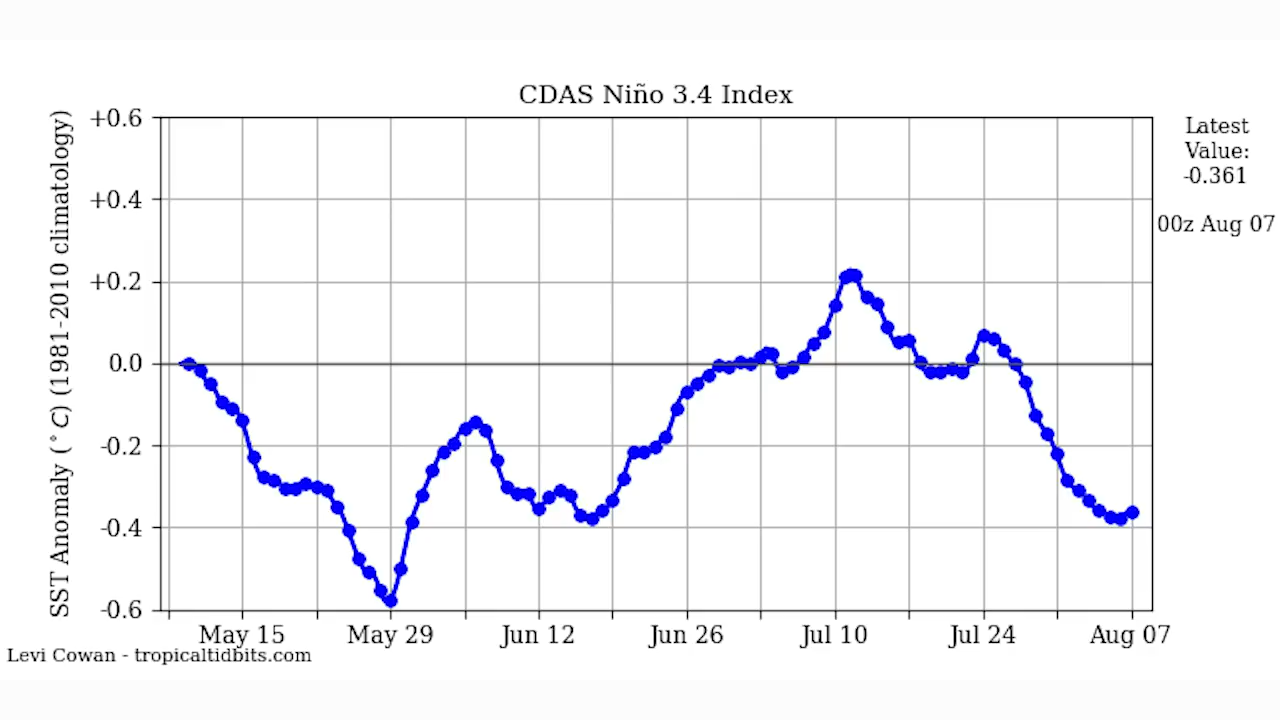 CDAS Niño 3.4 Index
SST Anomaly (°C) (1981-2010 climatology)
+0.6
+0.4
+0.2
0.0
-0.2
-0.4
-0.6
May 15 May 29 Jun 12 Jun 26 Jul 10 Jul 24 Aug 07
Latest
Value:
-0.361
00z Aug 07
Levi Cowan - tropicaltidbits.com